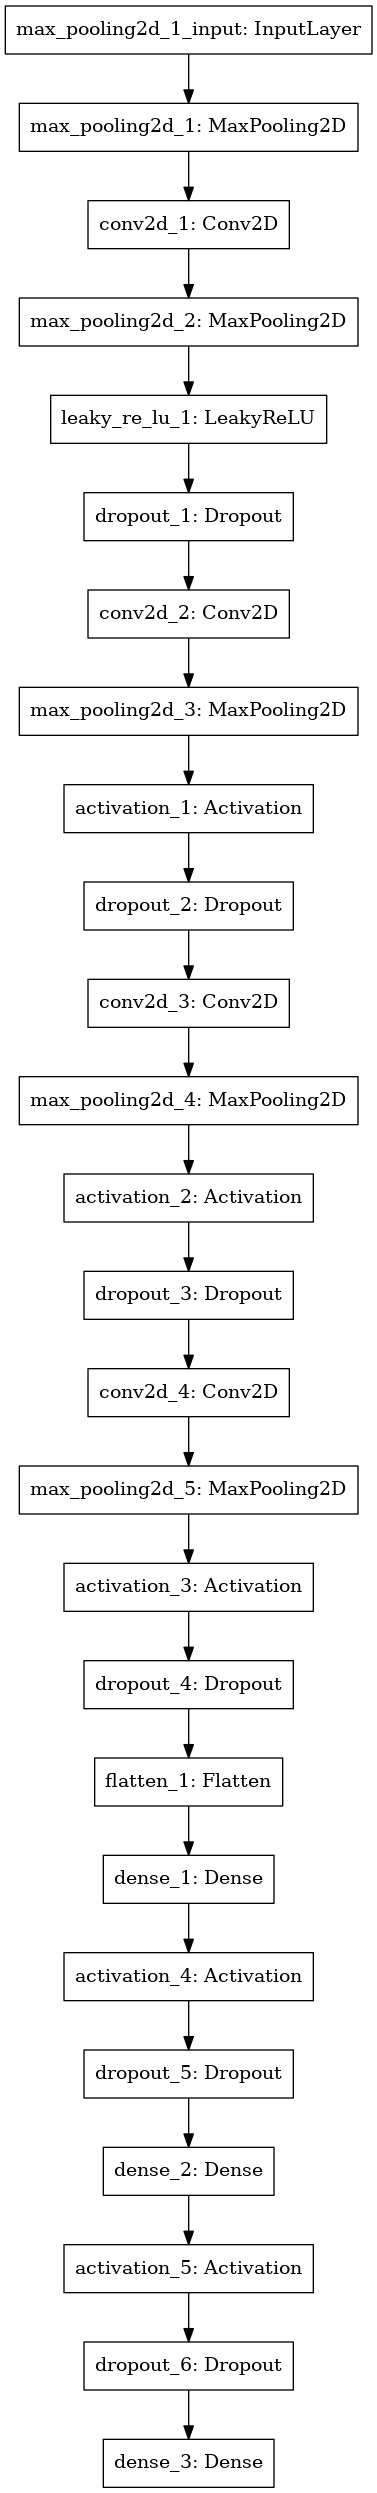 max_pooling2d_1_input: InputLayer
max_pooling2d_1: MaxPooling2D
conv2d_1: Conv2D
max_pooling2d_2: MaxPooling2D
leaky_re_lu_1: LeakyReLU
dropout_1: Dropout
conv2d_2: Conv2D
max_pooling2d_3: MaxPooling2D
activation_1: Activation
dropout_2: Dropout
conv2d_3: Conv2D
max_pooling2d_4: MaxPooling2D
activation_2: Activation
dropout_3: Dropout
conv2d_4: Conv2D
max_pooling2d_5: MaxPooling2D
activation_3: Activation
dropout_4: Dropout
flatten_1: Flatten
dense_1: Dense
activation_4: Activation
dropout_5: Dropout
dense_2: Dense
activation_5: Activation
dropout_6: Dropout
dense_3: Dense